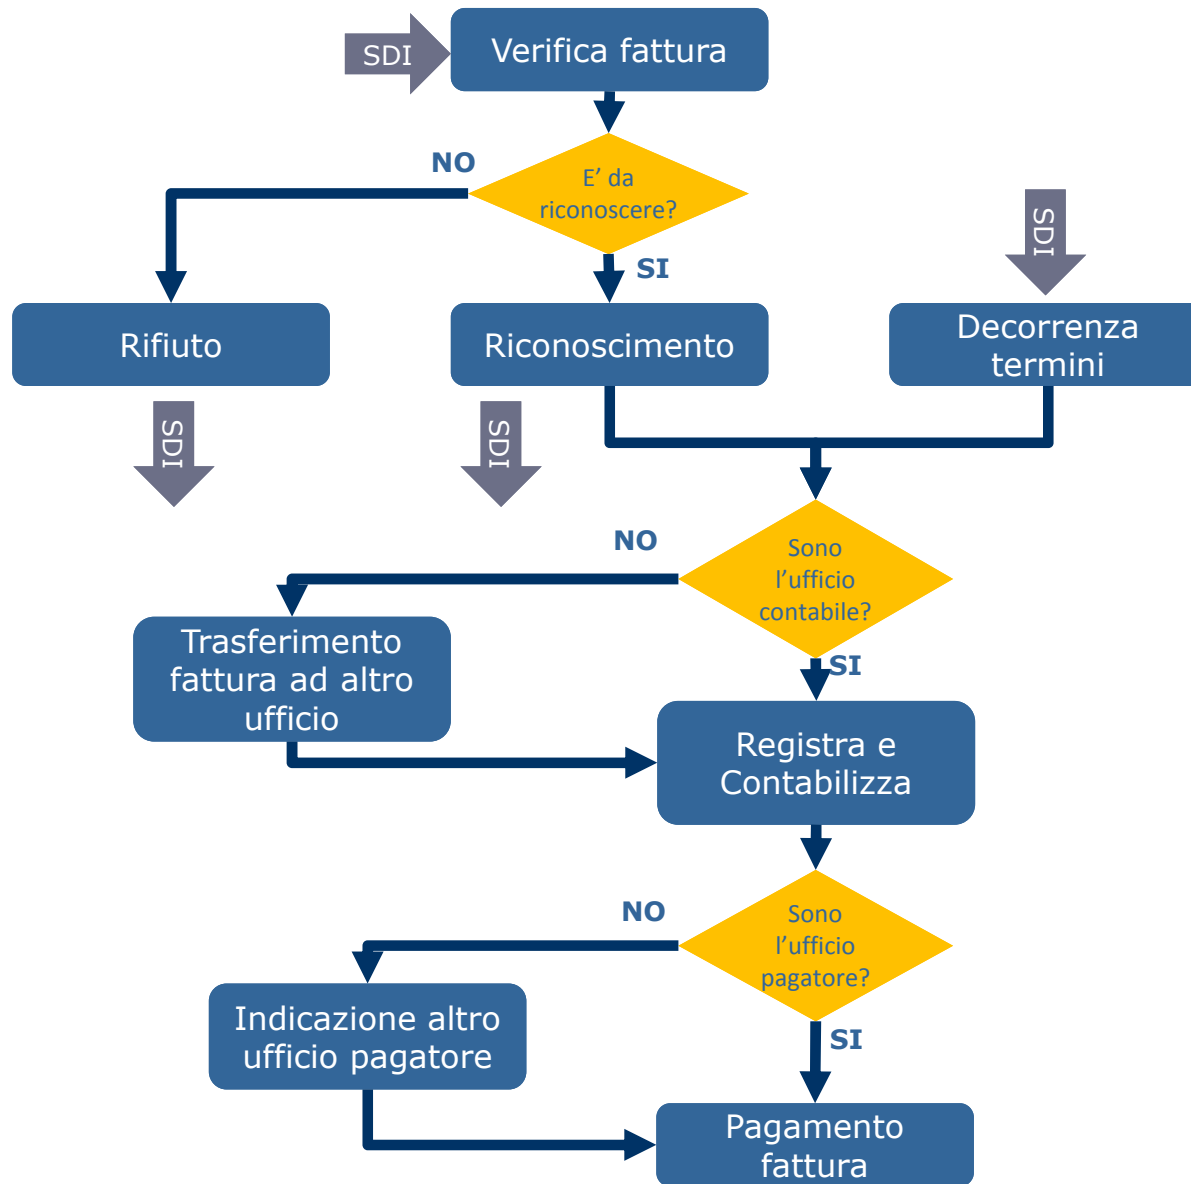 SDI
Verifica fattura
NO
E’ da
riconoscere?
SI
SDI
Rifiuto
Riconoscimento
Decorrenza
termini
SDI
SDI
NO
Sono
l’ufficio
contabile?
SI
Trasferimento
fattura ad altro
ufficio
Registra e
Contabilizza
NO
Sono
l’ufficio
pagatore?
SI
Indicazione altro
ufficio pagatore
Pagamento
fattura